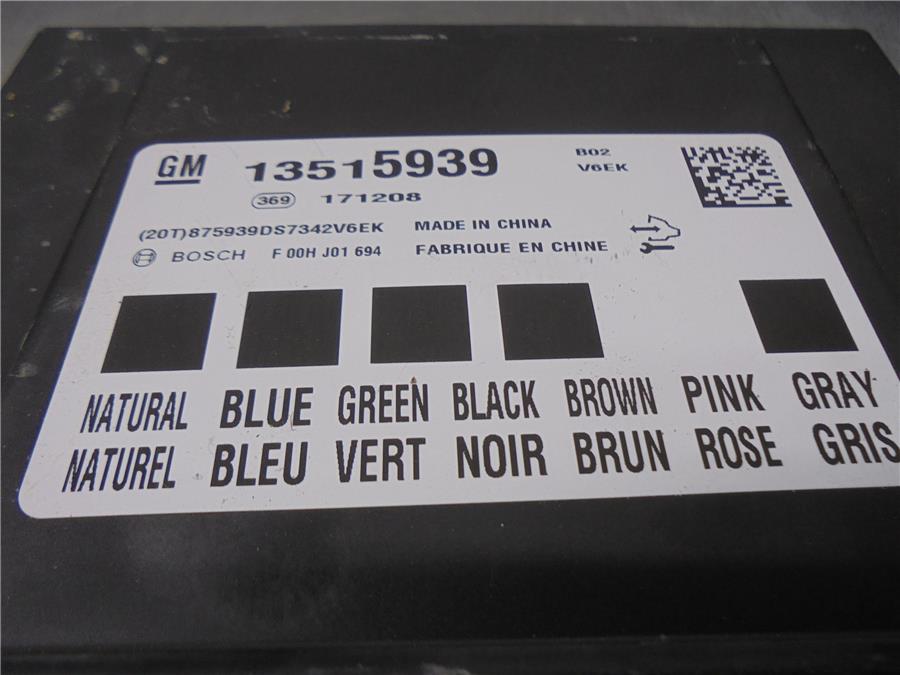 GM 13515939 B02
V6EK
369 171208
(20T)875939DS7342V6EK MADE IN CHINA
BOSCH F 00H J01 694 FABRIQUE EN CHINE
NATURAL BLUE GREEN BLACK BROWN PINK GRAY
NATUREL BLEU VERT NOIR BRUN ROSE GRIS